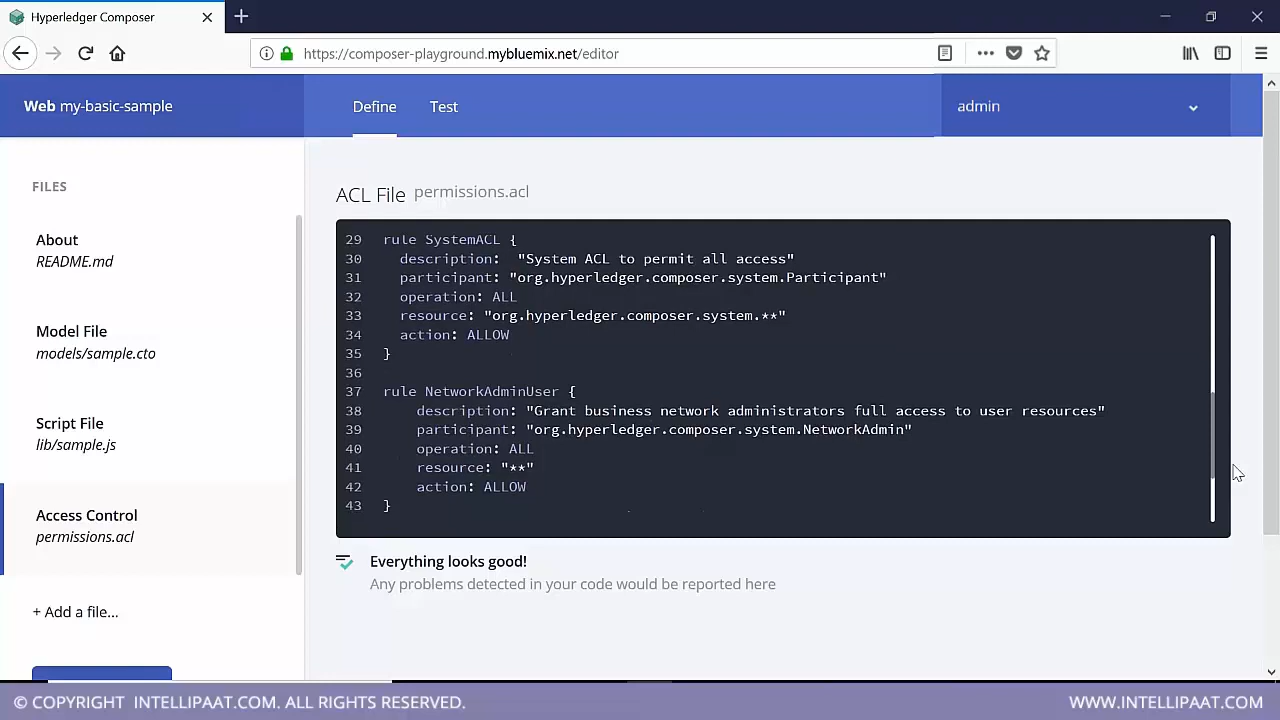 Hyperledger Composer
https://composer-playground.mybluemix.net/editor
Web my-basic-sample
Define
Test
admin
FILES
About
README.md
Model File
models/sample.cto
Script File
lib/sample.js
Access Control
permissions.acl
+ Add a file...
ACL File permissions.acl
29 rule SystemACL {
30 description:  "System ACL to permit all access"
31 participant: "org.hyperledger.composer.system.Participant"
32 operation: ALL
33 resource: "org.hyperledger.composer.system.**"
34 action: ALLOW
35 }
36
37 rule NetworkAdminUser {
38 description: "Grant business network administrators full access to user resources"
39 participant: "org.hyperledger.composer.system.NetworkAdmin"
40 operation: ALL
41 resource: "**"
42 action: ALLOW
43 }
Everything looks good!
Any problems detected in your code would be reported here
© COPYRIGHT INTELLIPAAT.COM. ALL RIGHTS RESERVED.
WWW.INTELLIPAAT.COM